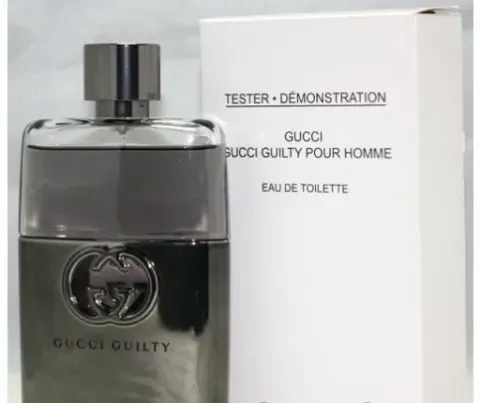 TESTER • DÉMONSTRATION
GUCCI
GUCCI GUILTY POUR HOMME
EAU DE TOILETTE
GUCCI GUILTY